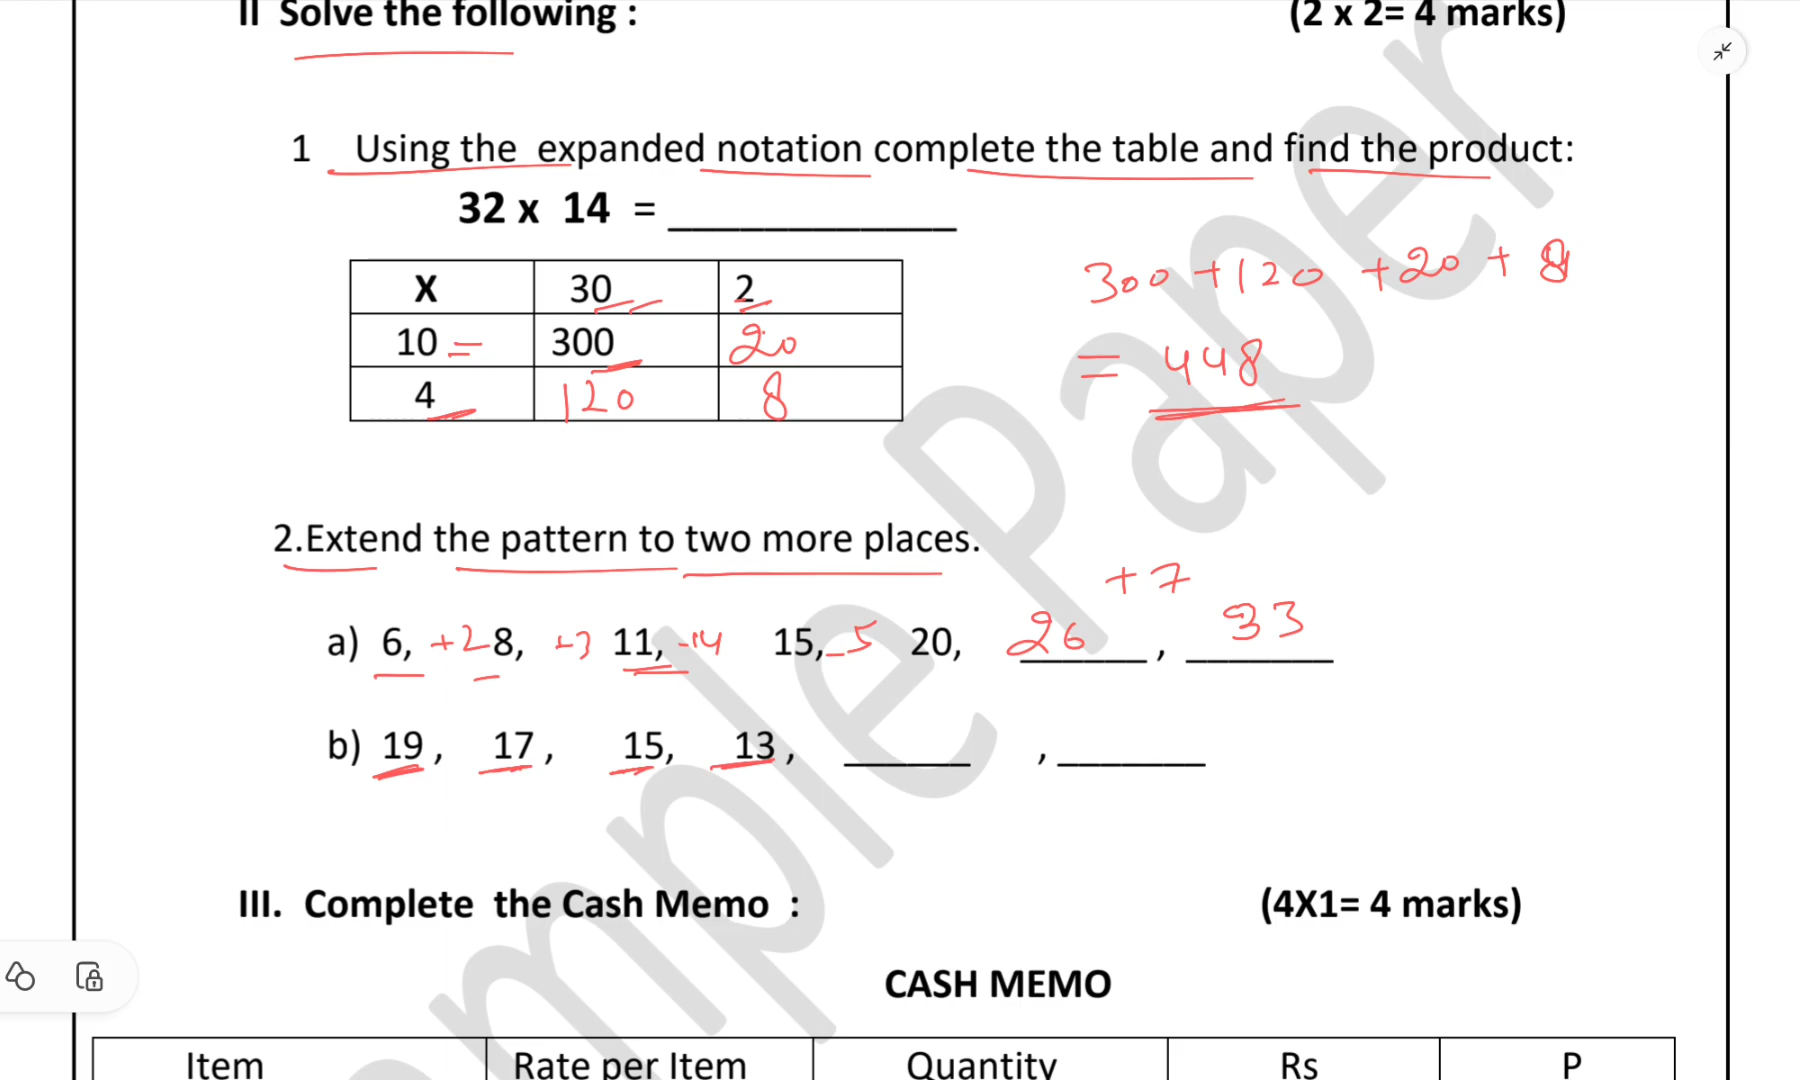 II Solve the following : (2 x 2= 4 marks)
1 Using the expanded notation complete the table and find the product:
32 x 14 = ____________
X 30 2
10 = 300 20
4 120 8
300 + 120 + 20 + 8
= 448
2.Extend the pattern to two more places.
+7
a) 6, +2 8, +3 11, -14 15, -5 20, 26 , 33
b) 19 , 17 , 15, 13 , ______ , _______
III. Complete the Cash Memo : (4X1= 4 marks)
CASH MEMO
Item Rate per Item Quantity Rs P
Sample Paper